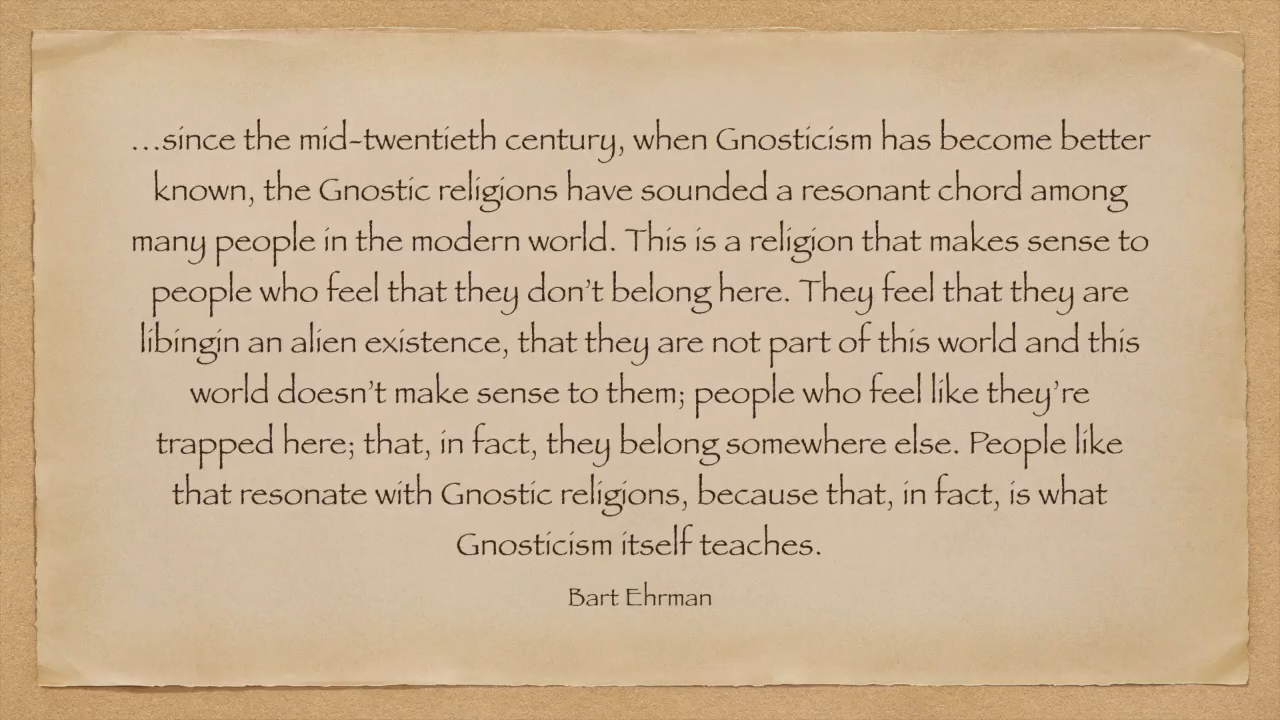 ...since the mid-twentieth century, when Gnosticism has become better
known, the Gnostic religions have sounded a resonant chord among
many people in the modern world. This is a religion that makes sense to
people who feel that they don’t belong here. They feel that they are
libingin an alien existence, that they are not part of this world and this
world doesn’t make sense to them; people who feel like they’re
trapped here; that, in fact, they belong somewhere else. People like
that resonate with Gnostic religions, because that, in fact, is what
Gnosticism itself teaches.
Bart Ehrman